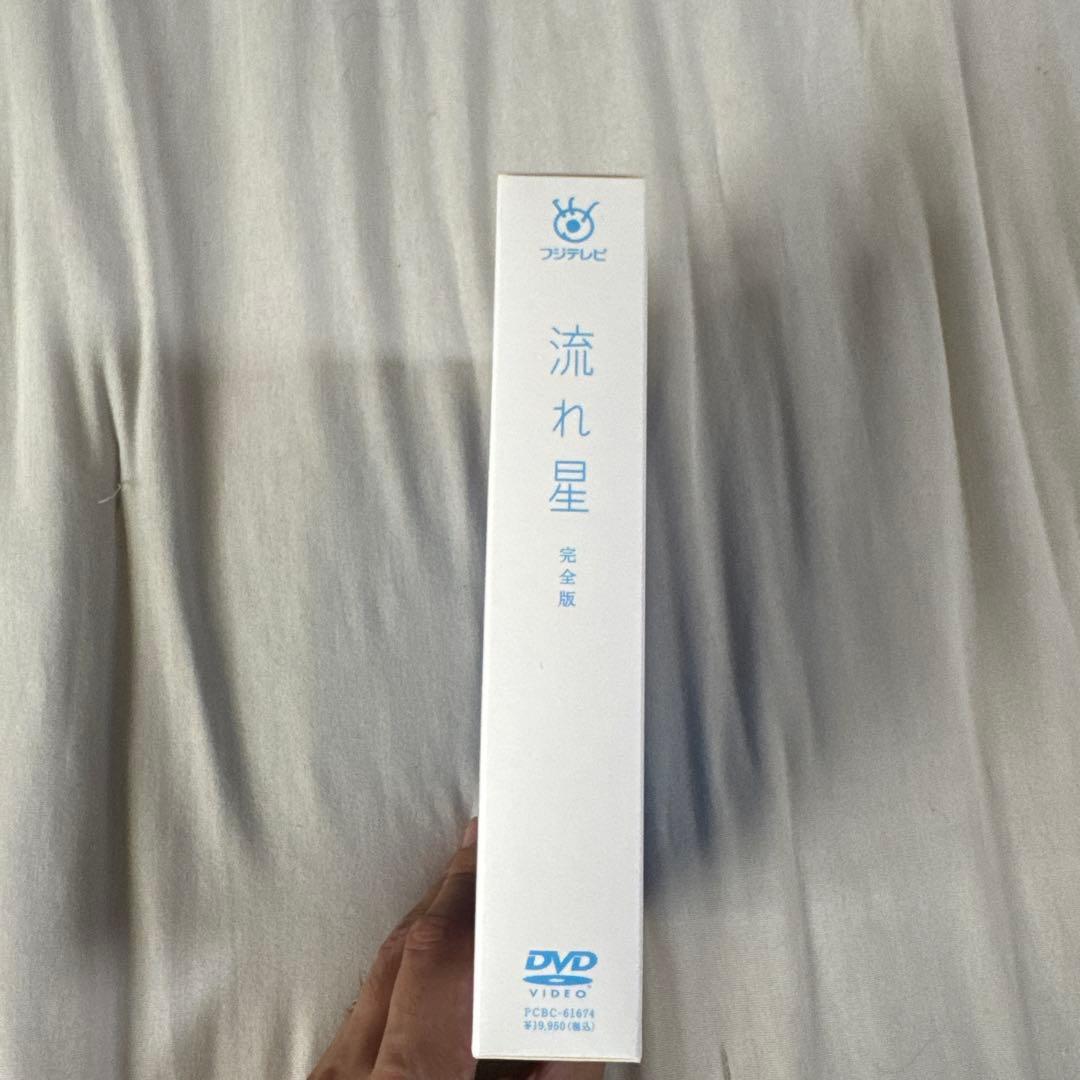 フジテレビ
流れ星
完全版
DVD
VIDEO
PCBC-61674
¥19,950(税込)